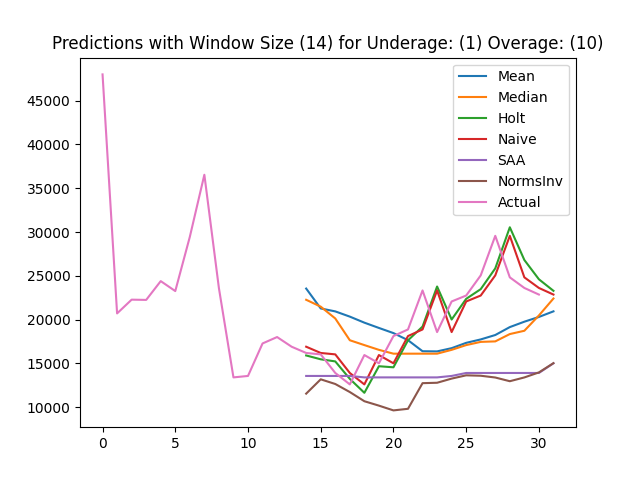 Predictions with Window Size (14) for Underage: (1) Overage: (10)
Mean
Median
Holt
Naive
SAA
NormsInv
Actual
45000
40000
35000
30000
25000
20000
15000
10000
0 5 10 15 20 25 30